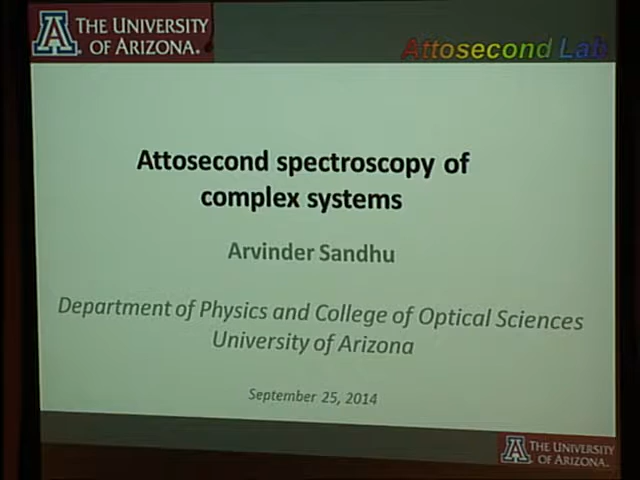 THE UNIVERSITY
OF ARIZONA.
Attosecond Lab
Attosecond spectroscopy of
complex systems
Arvinder Sandhu
Department of Physics and College of Optical Sciences
University of Arizona
September 25, 2014
THE UNIVERSITY
OF ARIZONA.